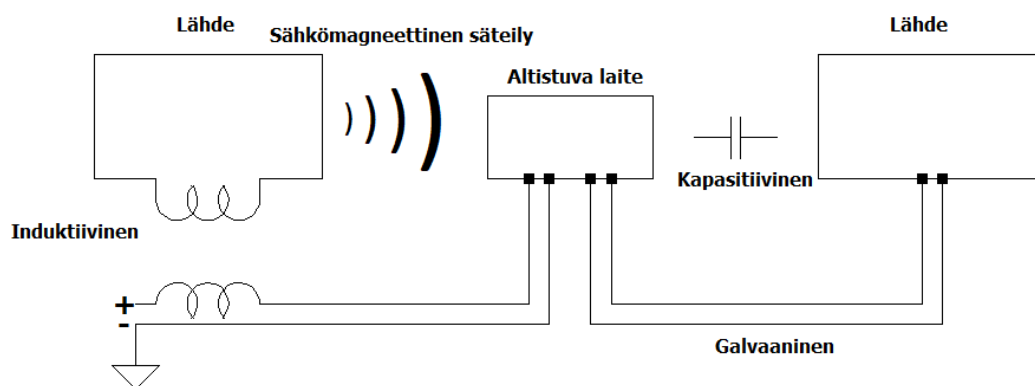 Lähde
Lähde
Sähkömagneettinen säteily
Altistuva laite
Kapasitiivinen
Induktiivinen
+
-
Galvaaninen